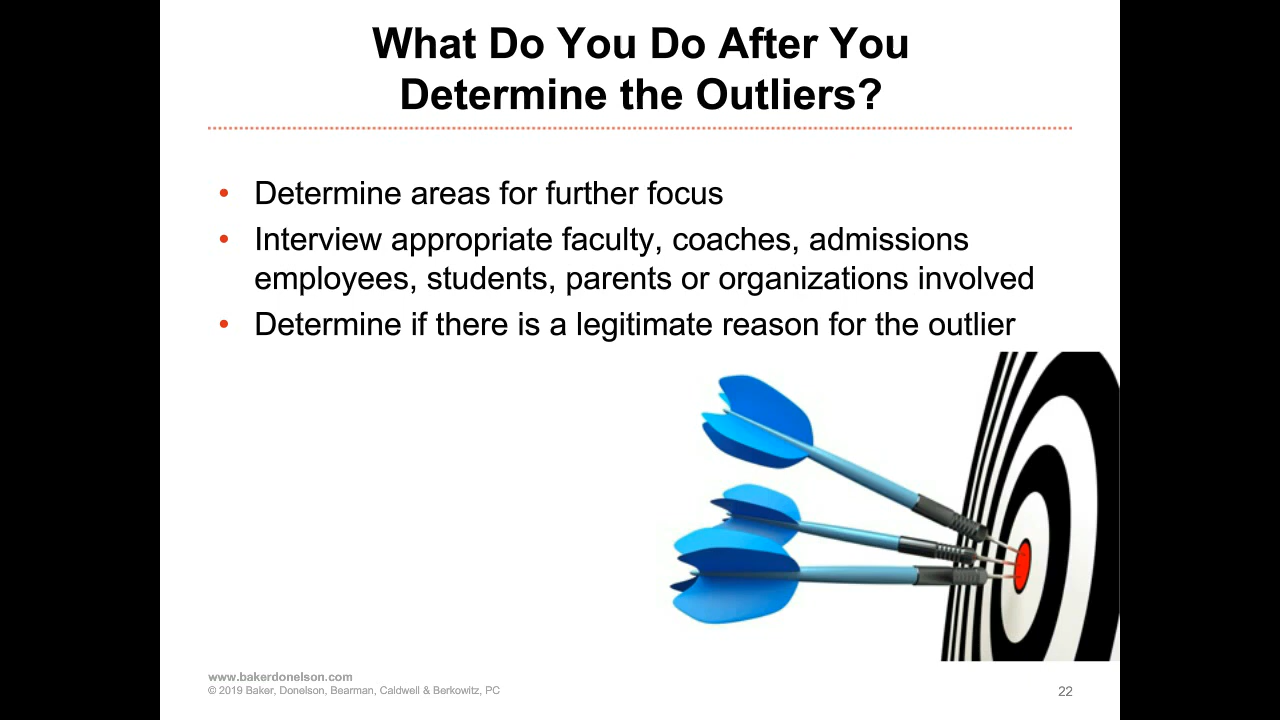 What Do You Do After You
Determine the Outliers?
• Determine areas for further focus
• Interview appropriate faculty, coaches, admissions
employees, students, parents or organizations involved
• Determine if there is a legitimate reason for the outlier
www.bakerdonelson.com
© 2019 Baker, Donelson, Bearman, Caldwell & Berkowitz, PC
22